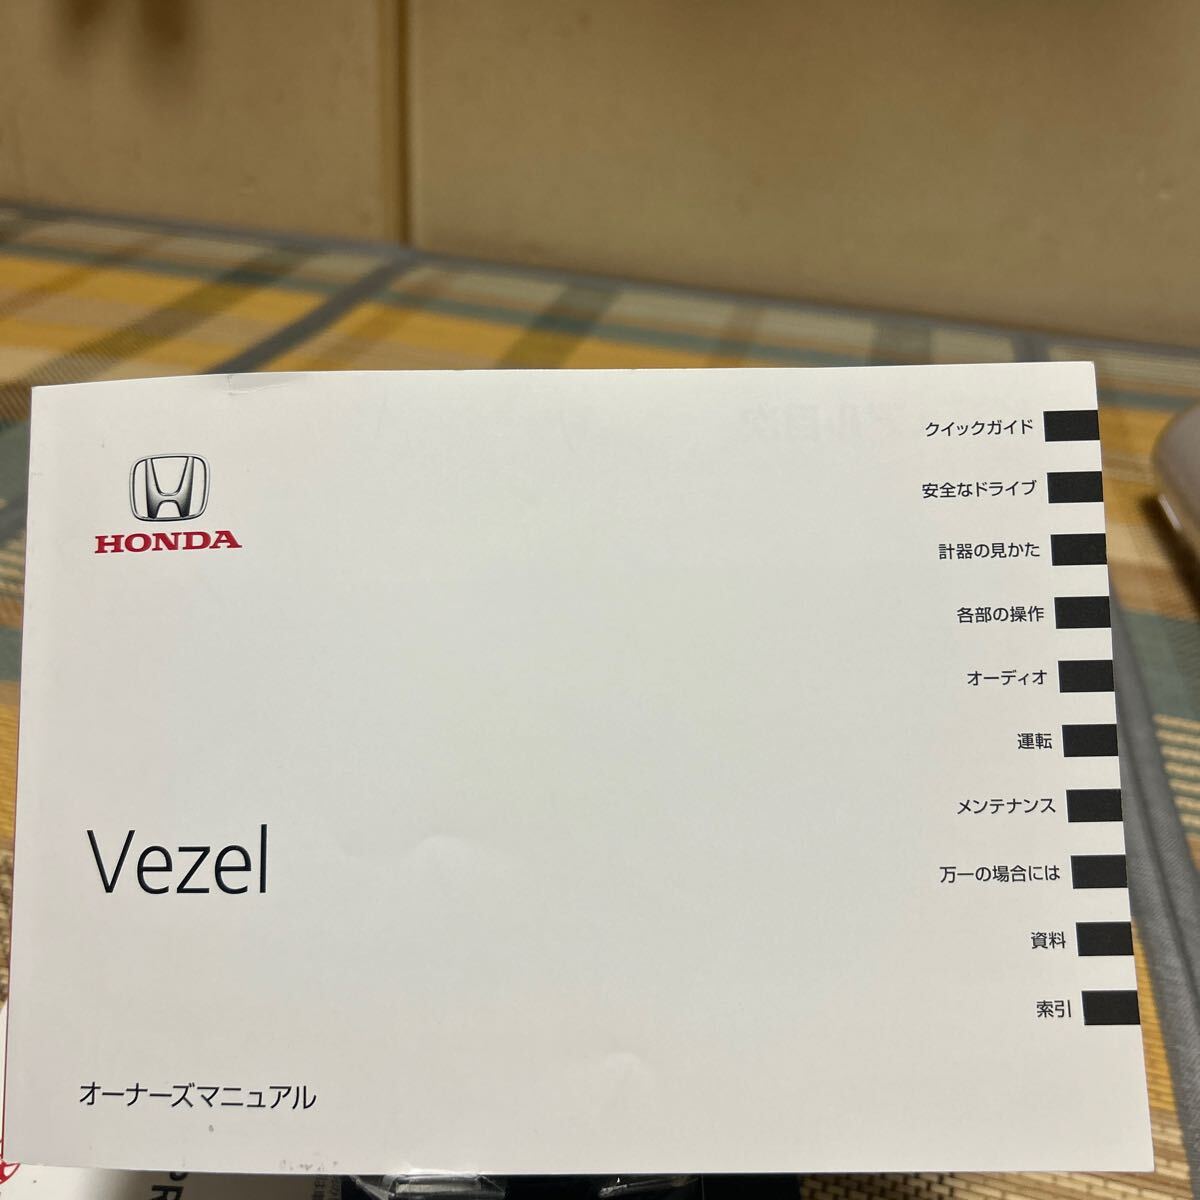 HONDA
Vezel
オーナーズマニュアル
クイックガイド
安全なドライブ
計器の見かた
各部の操作
オーディオ
運転
メンテナンス
万一の場合には
資料
索引